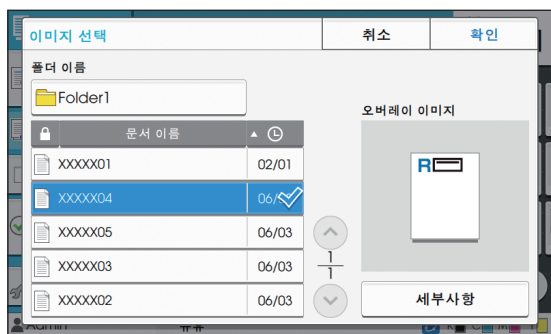 이미지 선택
취소
확인
폴더 이름
Folder1
오버레이 이미지
문서 이름
XXXXX01 02/01
XXXXX04 06/
XXXXX05 06/03
XXXXX03 06/03
XXXXX02 06/03
1
1
R
세부사항
Admin